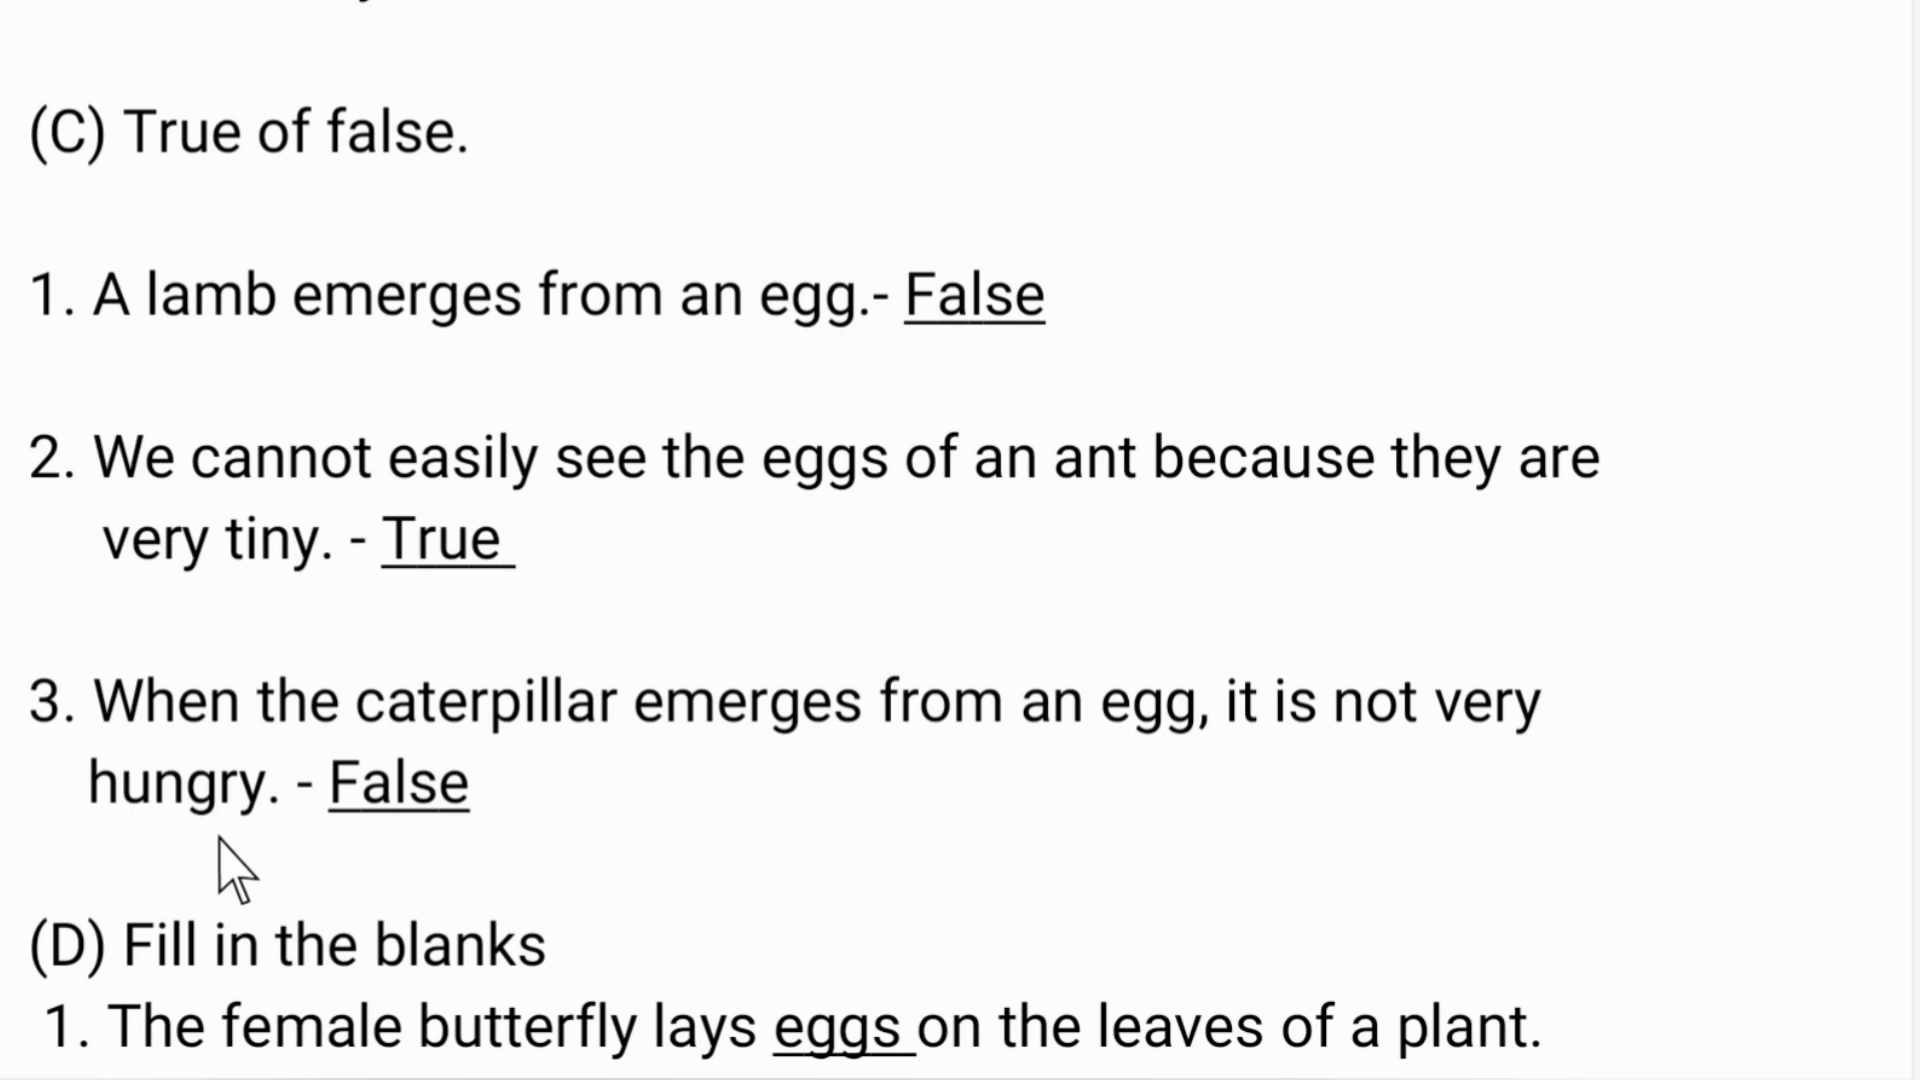 (C) True of false.
1. A lamb emerges from an egg.- False
2. We cannot easily see the eggs of an ant because they are
very tiny. - True
3. When the caterpillar emerges from an egg, it is not very
hungry. - False
(D) Fill in the blanks
1. The female butterfly lays eggs on the leaves of a plant.